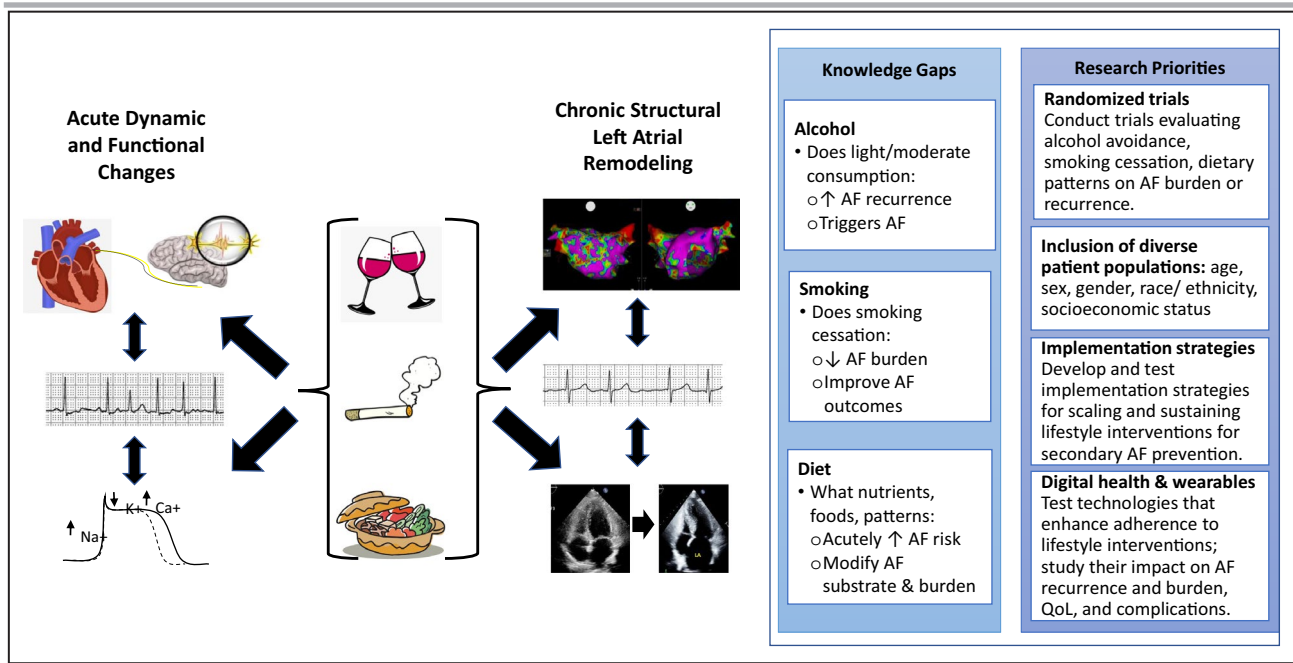 Acute Dynamic
and Functional
Changes
↓ K+ ↑ Ca+
↑ Na+
Chronic Structural
Left Atrial
Remodeling
LA
Knowledge Gaps
Alcohol
• Does light/moderate
consumption:
o ↑ AF recurrence
o Triggers AF
Smoking
• Does smoking
cessation:
o ↓ AF burden
o Improve AF
outcomes
Diet
• What nutrients,
foods, patterns:
o Acutely ↑ AF risk
o Modify AF
substrate & burden
Research Priorities
Randomized trials
Conduct trials evaluating
alcohol avoidance,
smoking cessation, dietary
patterns on AF burden or
recurrence.
Inclusion of diverse
patient populations: age,
sex, gender, race/ ethnicity,
socioeconomic status
Implementation strategies
Develop and test
implementation strategies
for scaling and sustaining
lifestyle interventions for
secondary AF prevention.
Digital health & wearables
Test technologies that
enhance adherence to
lifestyle interventions;
study their impact on AF
recurrence and burden,
QoL, and complications.